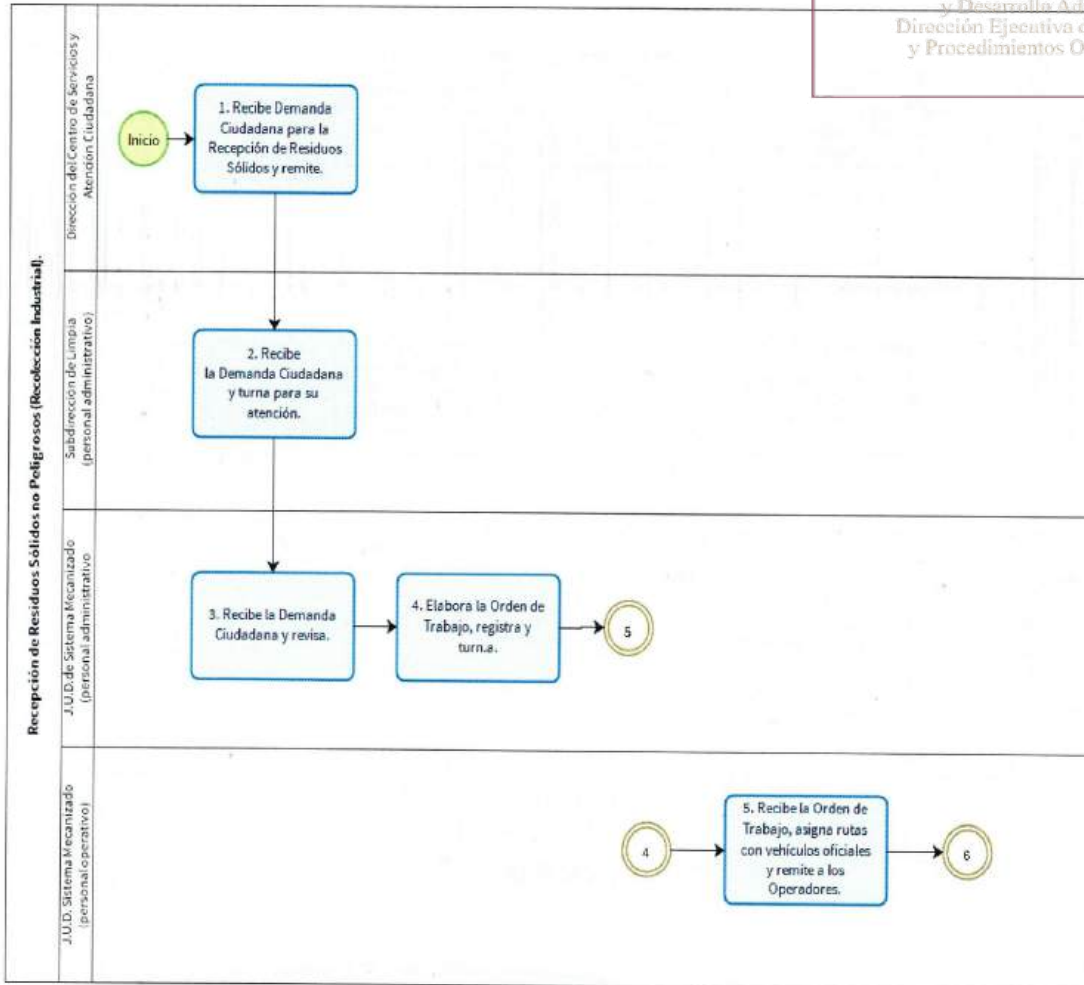 y Desarrollo Ad
Dirección Ejecutiva
y Procedimientos O
Recepción de Residuos Sólidos no Peligrosos (Recolección Industrial).
Dirección del Centro de Servicios y
Atención Ciudadana
Inicio
1. Recibe Demanda
Ciudadana para la
Recepción de Residuos
Sólidos y remite.
Subdirección de Limpia
(personal administrativo)
2. Recibe
la Demanda Ciudadana
y turna para su
atención.
J.U.D. de Sistema Mecanizado
(personal administrativo
3. Recibe la Demanda
Ciudadana y revisa.
4. Elabora la Orden de
Trabajo, registra y
turn.a.
5
J.U.D. Sistema Mecanizado
(personal operativo)
4
5. Recibe la Orden de
Trabajo, asigna rutas
con vehículos oficiales
y remite a los
Operadores.
6